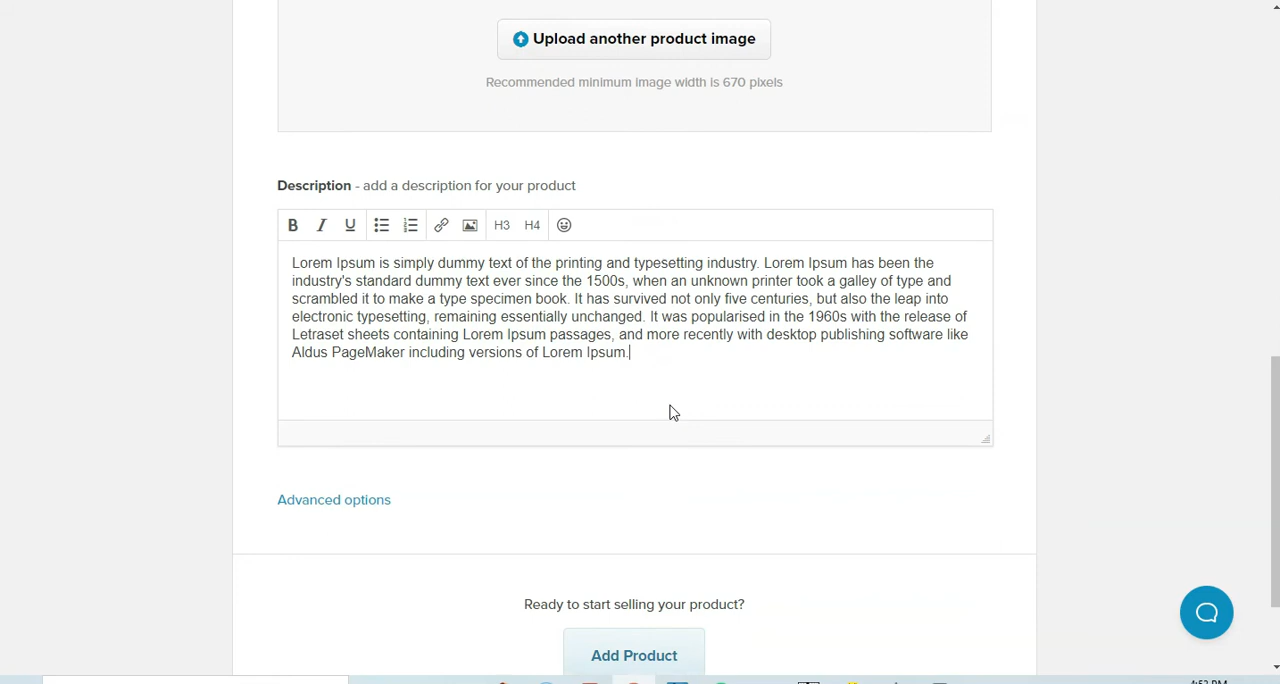 Upload another product image
Recommended minimum image width is 670 pixels
Description - add a description for your product
B I U H3 H4
Lorem Ipsum is simply dummy text of the printing and typesetting industry. Lorem Ipsum has been the
industry's standard dummy text ever since the 1500s, when an unknown printer took a galley of type and
scrambled it to make a type specimen book. It has survived not only five centuries, but also the leap into
electronic typesetting, remaining essentially unchanged. It was popularised in the 1960s with the release of
Letraset sheets containing Lorem Ipsum passages, and more recently with desktop publishing software like
Aldus PageMaker including versions of Lorem Ipsum.
Advanced options
Ready to start selling your product?
Add Product